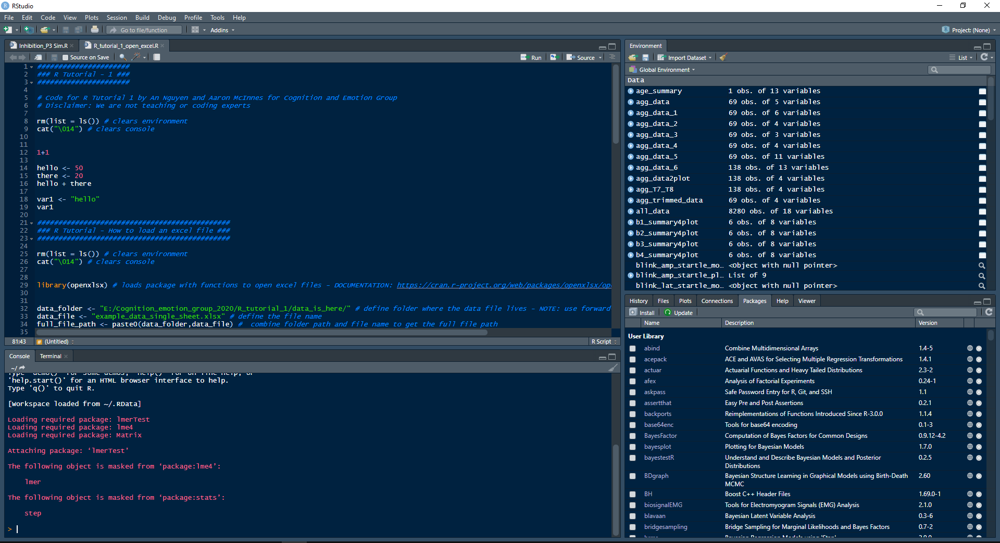 RStudio
File Edit Code View Plots Session Build Debug Profile Tools Help
Go to file/function Addins Project: (None)
Inhibition_P3 Sim.R R_tutorial_1_open_excel.R
Source on Save Run Source
1 ######################
2 ### R Tutorial - 1 ###
3 ######################
4
5 # Code for R Tutorial 1 by An Nguyen and Aaron McInnes for Cognition and Emotion Group
6 # Disclaimer: We are not teaching or coding experts
7
8 rm(list = ls()) # clears environment
9 cat("\014") # clears console
10
11
12 1+1
13
14 hello <- 50
15 there <- 20
16 hello + there
17
18 var1 <- "hello"
19 var1
20
21 ##############################################
22 ### R Tutorial - How to load an excel file ###
23 ##############################################
24
25 rm(list = ls()) # clears environment
26 cat("\014") # clears console
27
28
29 library(openxlsx) # loads package with functions to open excel files - DOCUMENTATION: https://cran.r-project.org/web/packages/openxlsx/op
30
31
32 data_folder <- "E:/Cognition_emotion_group_2020/R_tutorial_1/data_is_here/" # define folder where the data file lives - NOTE: use forward
33 data_file <- "example_data_single_sheet.xlsx" # define the file name
34 full_file_path <- paste0(data_folder,data_file) # combine folder path and file name to get the full file path
35
81:43 (Untitled) R Script
Console Terminal
~/
'help.start()' for an HTML browser interface to help.
Type 'q()' to quit R.
[Workspace loaded from ~/.RData]
Loading required package: lmerTest
Loading required package: lme4
Loading required package: Matrix
Attaching package: ‘lmerTest’
The following object is masked from ‘package:lme4’:
lmer
The following object is masked from ‘package:stats’:
step
>
Environment
Import Dataset List
Global Environment
Data
age_summary 1 obs. of 13 variables
agg_data 69 obs. of 5 variables
agg_data_1 69 obs. of 6 variables
agg_data_2 69 obs. of 4 variables
agg_data_3 69 obs. of 3 variables
agg_data_4 69 obs. of 4 variables
agg_data_5 69 obs. of 11 variables
agg_data_6 138 obs. of 13 variables
agg_data2plot 138 obs. of 4 variables
agg_T7_T8 138 obs. of 4 variables
agg_trimmed_data 69 obs. of 4 variables
all_data 8280 obs. of 18 variables
b1_summary4plot 6 obs. of 8 variables
b2_summary4plot 6 obs. of 8 variables
b3_summary4plot 6 obs. of 8 variables
b4_summary4plot 6 obs. of 8 variables
blink_amp_startle_mo… <Object with null pointer>
blink_amp_startle_pl… List of 9
blink_lat_startle_mo… <Object with null pointer>
History Files Plots Connections Packages Help Viewer
Install Update
Name Description Version
User Library
abind Combine Multidimensional Arrays 1.4-5
acepack ACE and AVAS for Selecting Multiple Regression Transformations 1.4.1
actuar Actuarial Functions and Heavy Tailed Distributions 2.3-2
afex Analysis of Factorial Experiments 0.24-1
askpass Safe Password Entry for R, Git, and SSH 1.1
assertthat Easy Pre and Post Assertions 0.2.1
backports Reimplementations of Functions Introduced Since R-3.0.0 1.1.4
base64enc Tools for base64 encoding 0.1-3
BayesFactor Computation of Bayes Factors for Common Designs 0.9.12-4.2
bayesplot Plotting for Bayesian Models 1.7.0
bayestestR Understand and Describe Bayesian Models and Posterior 0.2.5
Distributions
BDgraph Bayesian Structure Learning in Graphical Models using Birth-Death 2.60
MCMC
BH Boost C++ Header Files 1.69.0-1
biosignalEMG Tools for Electromyogram Signals (EMG) Analysis 2.1.0
blavaan Bayesian Latent Variable Analysis 0.3-6
bridgesampling Bridge Sampling for Marginal Likelihoods and Bayes Factors 0.7-2